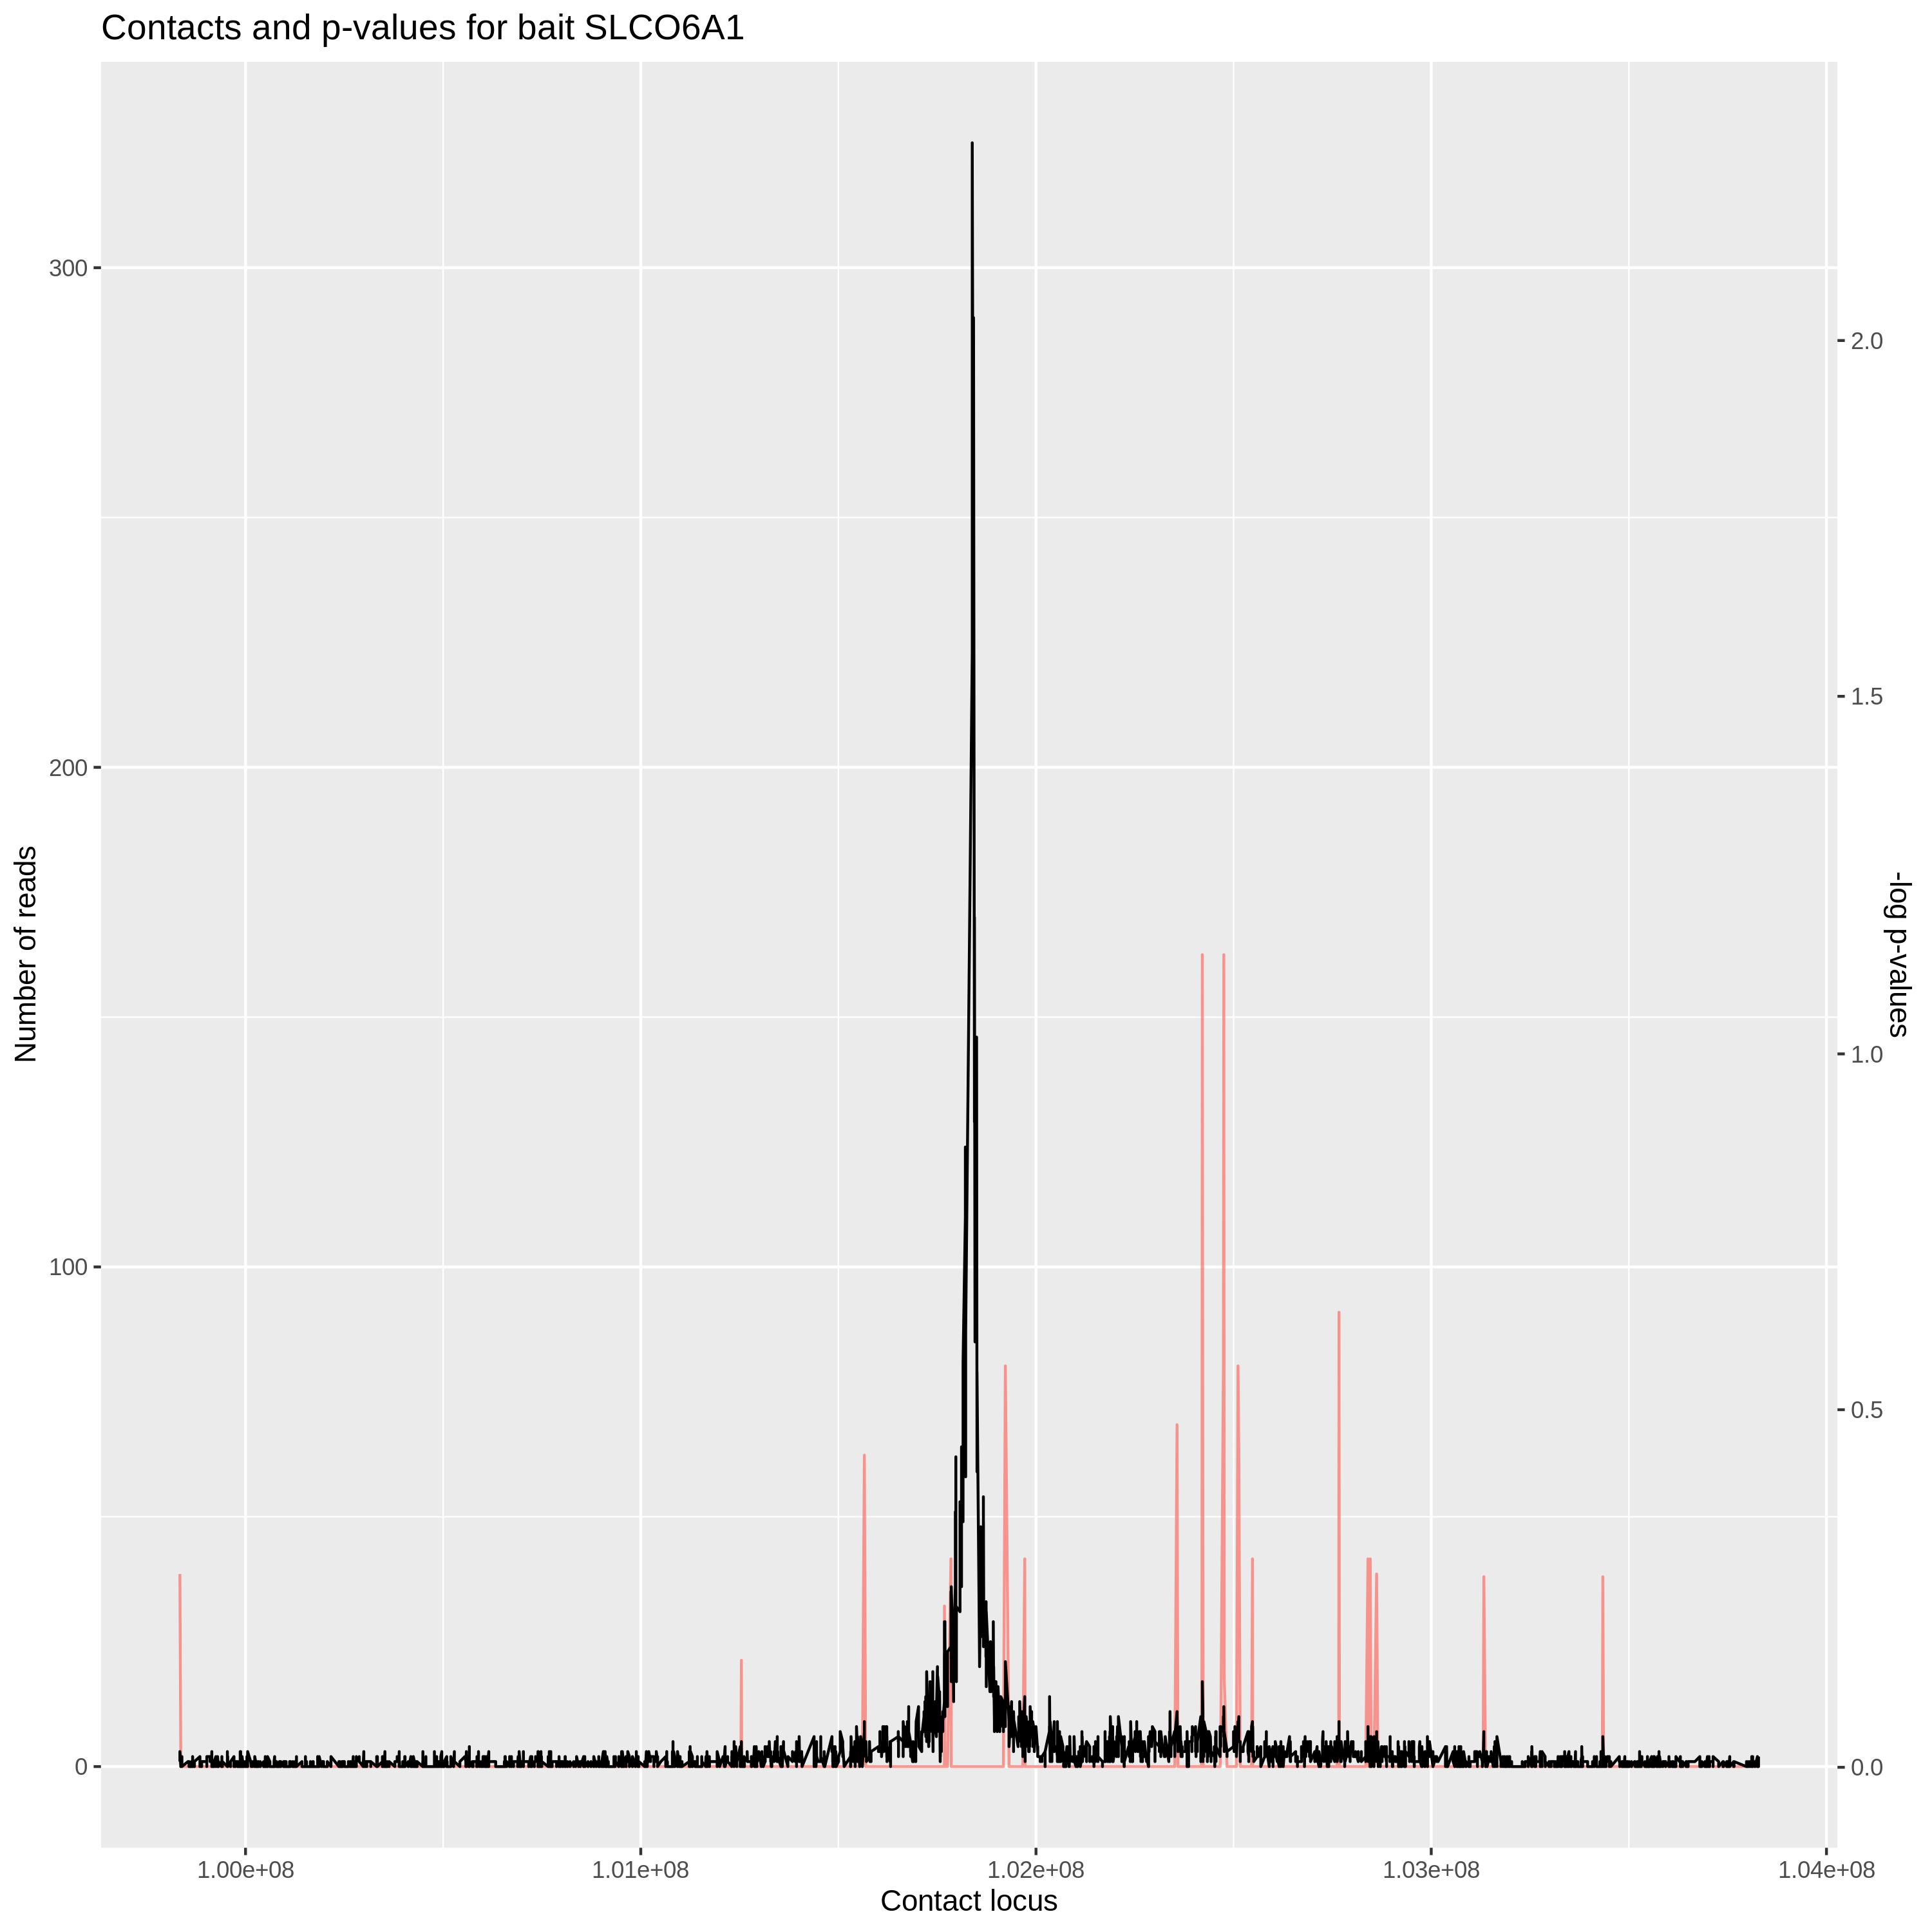 Contacts and p-values for bait SLCO6A1
300
200
100
0
Number of reads
2.0
1.5
1.0
0.5
0.0
-log p-values
1.00e+08
1.01e+08
1.02e+08
1.03e+08
1.04e+08
Contact locus